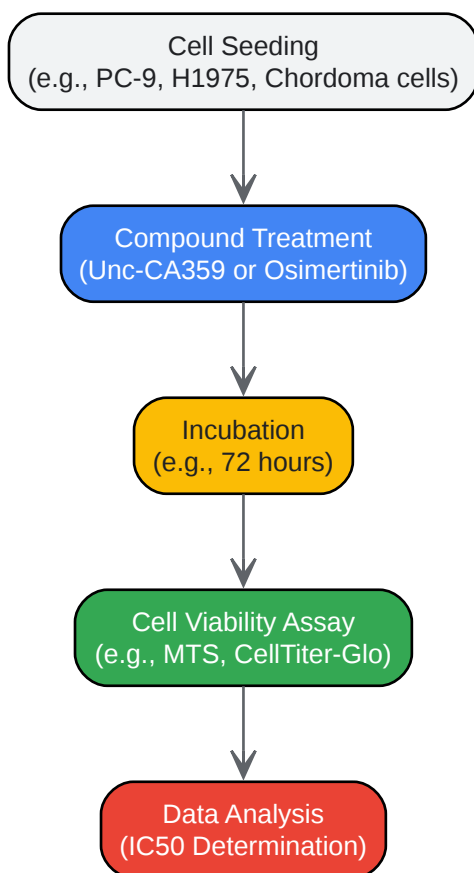 Cell Seeding
(e.g., PC-9, H1975, Chordoma cells)
Compound Treatment
(Unc-CA359 or Osimertinib)
Incubation
(e.g., 72 hours)
Cell Viability Assay
(e.g., MTS, CellTiter-Glo)
Data Analysis
(IC50 Determination)